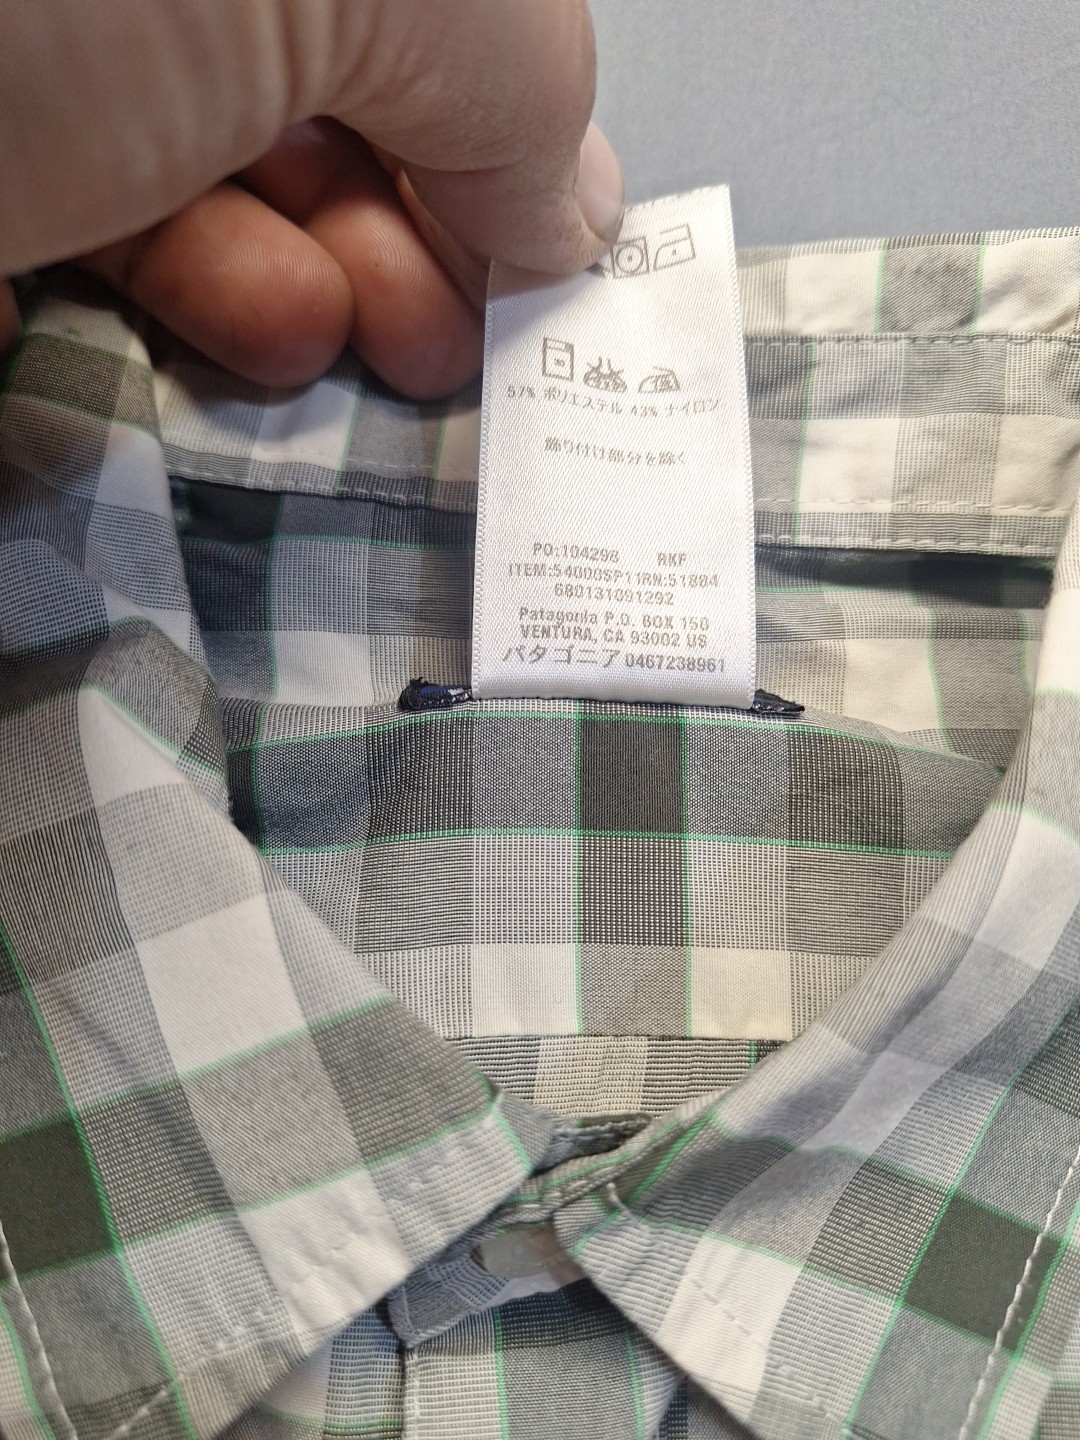 57% ポリエステル 43% ナイロン
飾り付け部分を除く
PO:104298 RKF
ITEM:54008SP11RN:51884
680131091292
Patagonia P.O. BOX 150
VENTURA, CA 93002 US
パタゴニア 0467238961